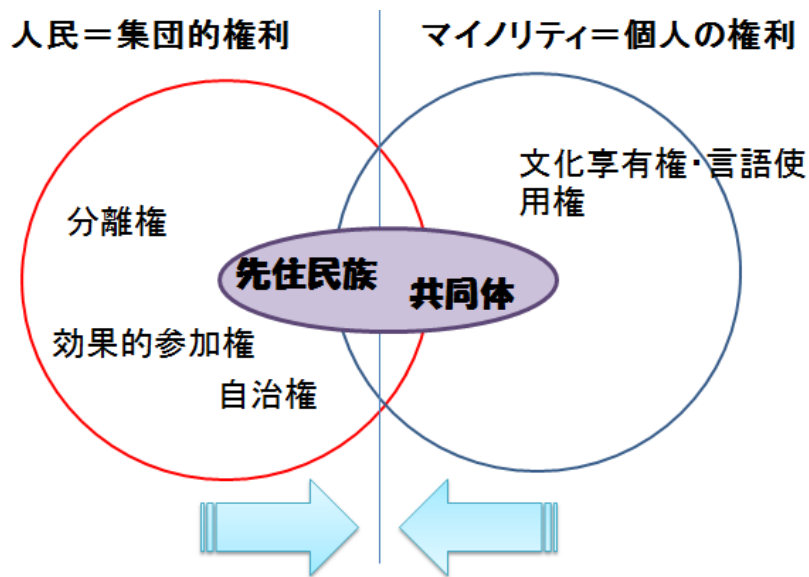 人民＝集団的権利
マイノリティ＝個人の権利
文化享有権・言語使
用権
分離権
先住民族
共同体
効果的参加権
自治権